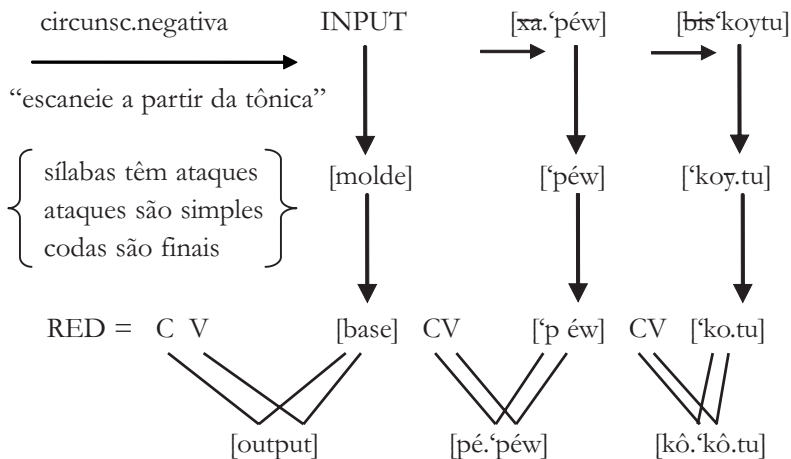 circunsc.negativa INPUT [xa.‘péw] [bis‘koytu]
“escaneie a partir da tônica”
sílabas têm ataques
ataques são simples [molde] [‘péw] [‘koy.tu]
codas são finais
RED = C V [base] CV [‘p éw] CV [‘ko.tu]
[output] [pé.‘péw] [kô.‘kô.tu]